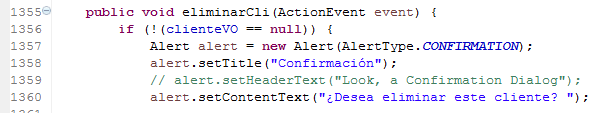 1355 public void eliminarCli(ActionEvent event) {
1356 if (!(clienteVO == null)) {
1357 Alert alert = new Alert(AlertType.CONFIRMATION);
1358 alert.setTitle("Confirmación");
1359 // alert.setHeaderText("Look, a Confirmation Dialog");
1360 alert.setContentText("¿Desea eliminar este cliente? ");